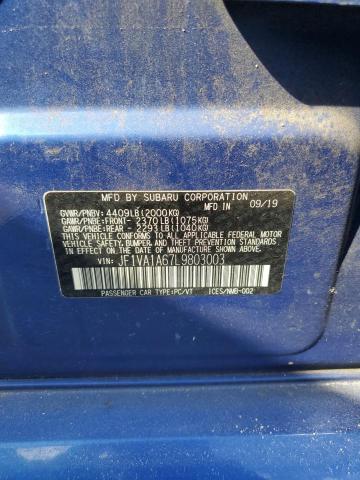 MFD. BY SUBARU CORPORATION 09/19
GVWR/PNBV: 4409LB(2000KG)
GAWR/PNBE:FRONT- 2370LB(1075KG)
GAWR/PNBE:REAR - 2293LB(1040KG)
THIS VEHICLE CONFORMS TO ALL APPLICABLE FEDERAL MOTOR
VEHICLE SAFETY, BUMPER, AND THEFT PREVENTION STANDARDS
IN EFFECT ON THE DATE OF MANUFACTURE SHOWN ABOVE.
VIN: JF1VA1A67L9803003
PASSENGER CAR TYPE:PC/VT ICES/NMB-002